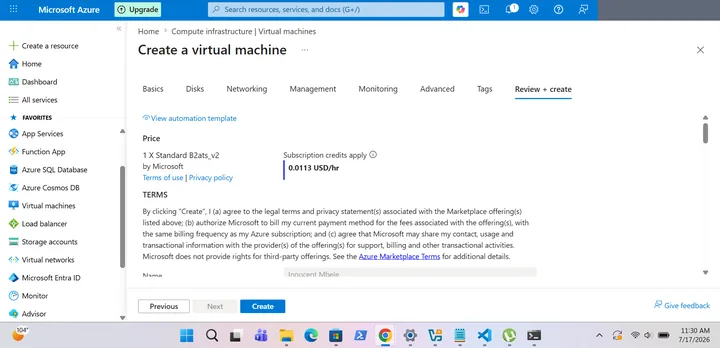 Microsoft Azure
Upgrade
Search resources, services, and docs (G+/)
1
Home > Compute infrastructure | Virtual machines
Create a virtual machine ...
Create a resource
Home
Dashboard
All services
FAVORITES
App Services
Function App
Azure SQL Database
Azure Cosmos DB
Virtual machines
Load balancer
Storage accounts
Virtual networks
Microsoft Entra ID
Monitor
Advisor
Basics Disks Networking Management Monitoring Advanced Tags Review + create
View automation template
Price
1 X Standard B2ats_v2
by Microsoft
Terms of use | Privacy policy
Subscription credits apply
0.0113 USD/hr
TERMS
By clicking "Create", I (a) agree to the legal terms and privacy statement(s) associated with the Marketplace offering(s)
listed above; (b) authorize Microsoft to bill my current payment method for the fees associated with the offering(s), with
the same billing frequency as my Azure subscription; and (c) agree that Microsoft may share my contact, usage and
transactional information with the provider(s) of the offering(s) for support, billing and other transactional activities.
Microsoft does not provide rights for third-party offerings. See the Azure Marketplace Terms for additional details.
Name
Innocent Mbele
Previous Next Create
Give feedback
104°
11:30 AM
7/17/2026